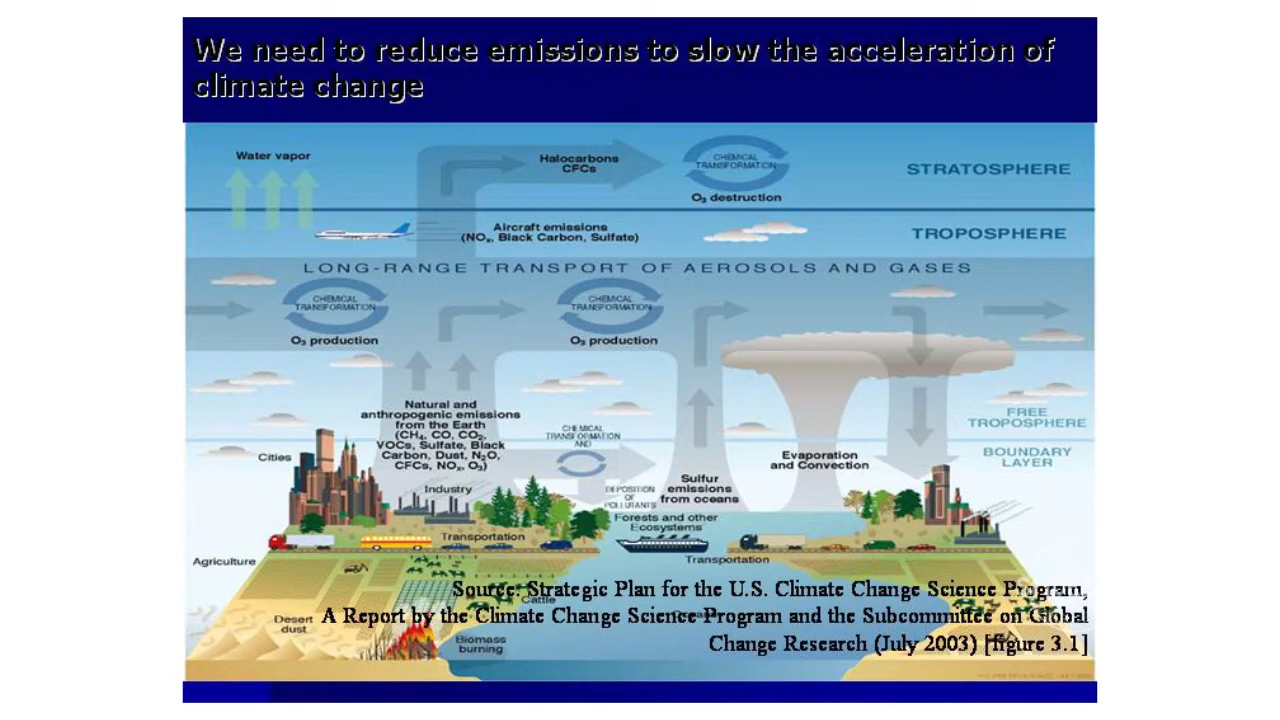 We need to reduce emissions to slow the acceleration of
climate change
Water vapor
Halocarbons
CFCs
CHEMICAL
TRANSFORMATION
O₃ destruction
STRATOSPHERE
Aircraft emissions
(NOₓ, Black Carbon, Sulfate)
TROPOSPHERE
LONG-RANGE TRANSPORT OF AEROSOLS AND GASES
CHEMICAL
TRANSFORMATION
O₃ production
CHEMICAL
TRANSFORMATION
O₃ production
Natural and
anthropogenic emissions
from the Earth
(CH₄, CO, CO₂,
VOCs, Sulfate, Black
Carbon, Dust, N₂O,
CFCs, NOₓ, O₃)
CHEMICAL
TRANSFORMATION
AND
DEPOSITION
OF
POLLUTANTS
FREE
TROPOSPHERE
BOUNDARY
LAYER
Cities
Evaporation
and Convection
Sulfur
emissions
from oceans
Industry
Forests and other
Ecosystems
Transportation
Transportation
Agriculture
Cattle
Desert
dust
Biomass
burning
Source: Strategic Plan for the U.S. Climate Change Science Program,
A Report by the Climate Change Science Program and the Subcommittee on Global
Change Research (July 2003) [figure 3.1]